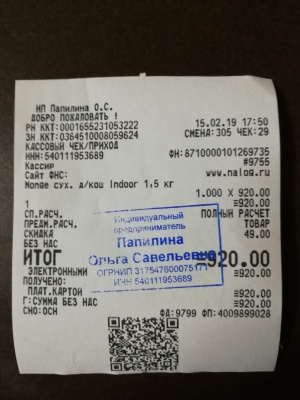 ИП Папилина О.С.
ДОБРО ПОЖАЛОВАТЬ !
РН ККТ:0001655231053222 15.02.19 17:50
ЗН ККТ:0364510008059624 СМЕНА:305 ЧЕК:29
КАССОВЫЙ ЧЕК/ПРИХОД
ИНН:540111953689 ФН:8710000101269735
Кассир #9755
Сайт ФНС: www.nalog.ru
Monge сух. д/кош Indoor 1,5 кг
1.000 × 920.00
1 ≡920.00
СП.РАСЧ. ПОЛНЫЙ РАСЧЕТ
ПРЕДМ.РАСЧ. ТОВАР
СКИДКА 49.00
БЕЗ НАС
ИТОГ ≡920.00
ЭЛЕКТРОННЫМИ ≡920.00
ПОЛУЧЕНО:
ПЛАТ.КАРТОЙ ≡920.00
Г:СУММА БЕЗ НАС ≡920.00
СНО:ОСН ФД:9799 ФП:4009899028
Индивидуальный
предприниматель
Папилина
Ольга Савельевна
ОГРНИП 317547600075171
ИНН 540111953689